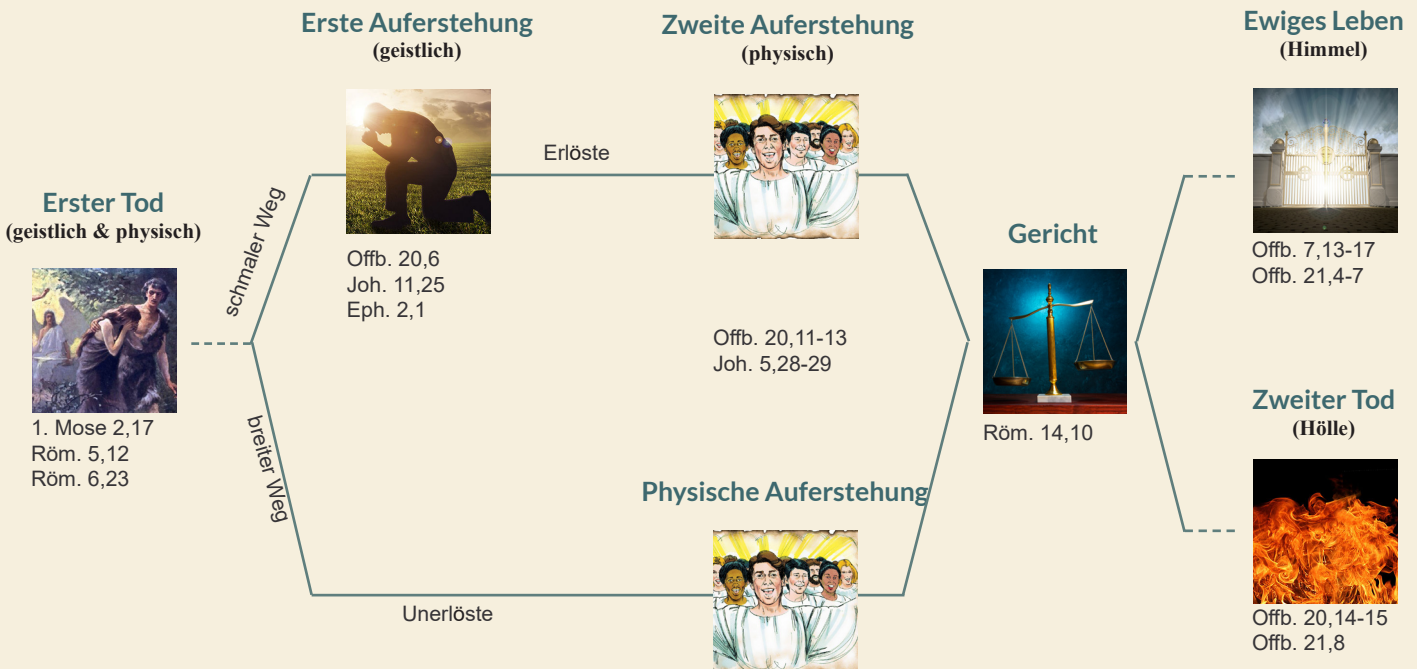 Erste Auferstehung
(geistlich)
Zweite Auferstehung
(physisch)
Ewiges Leben
(Himmel)
Erlöste
Erster Tod
(geistlich & physisch)
schmaler Weg
Offb. 20,6
Joh. 11,25
Eph. 2,1
Gericht
Offb. 7,13-17
Offb. 21,4-7
Offb. 20,11-13
Joh. 5,28-29
1. Mose 2,17
Röm. 5,12
Röm. 6,23
breiter Weg
Röm. 14,10
Zweiter Tod
(Hölle)
Physische Auferstehung
Unerlöste
Offb. 20,14-15
Offb. 21,8